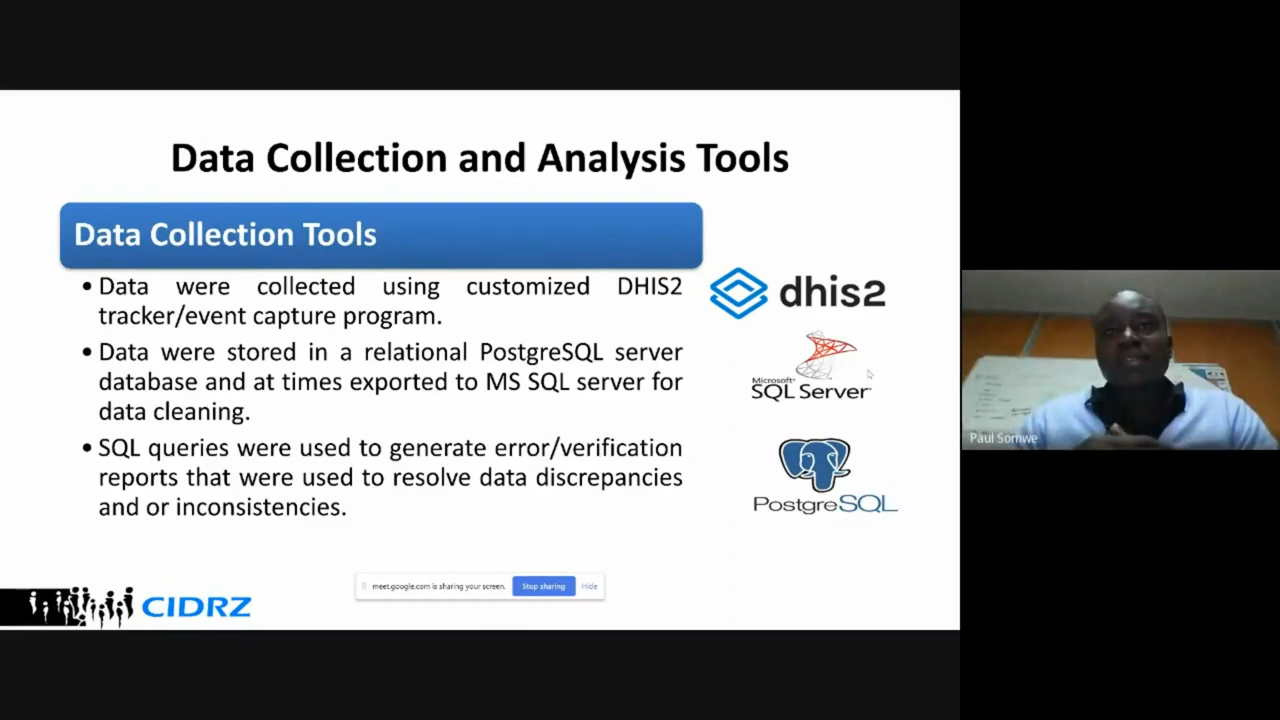 Data Collection and Analysis Tools
Data Collection Tools
• Data were collected using customized DHIS2
tracker/event capture program.
• Data were stored in a relational PostgreSQL server
database and at times exported to MS SQL server for
data cleaning.
• SQL queries were used to generate error/verification
reports that were used to resolve data discrepancies
and or inconsistencies.
dhis2
Microsoft®
SQL Server
PostgreSQL
CIDRZ
meet.google.com is sharing your screen.
Stop sharing
Hide
Paul Somwe